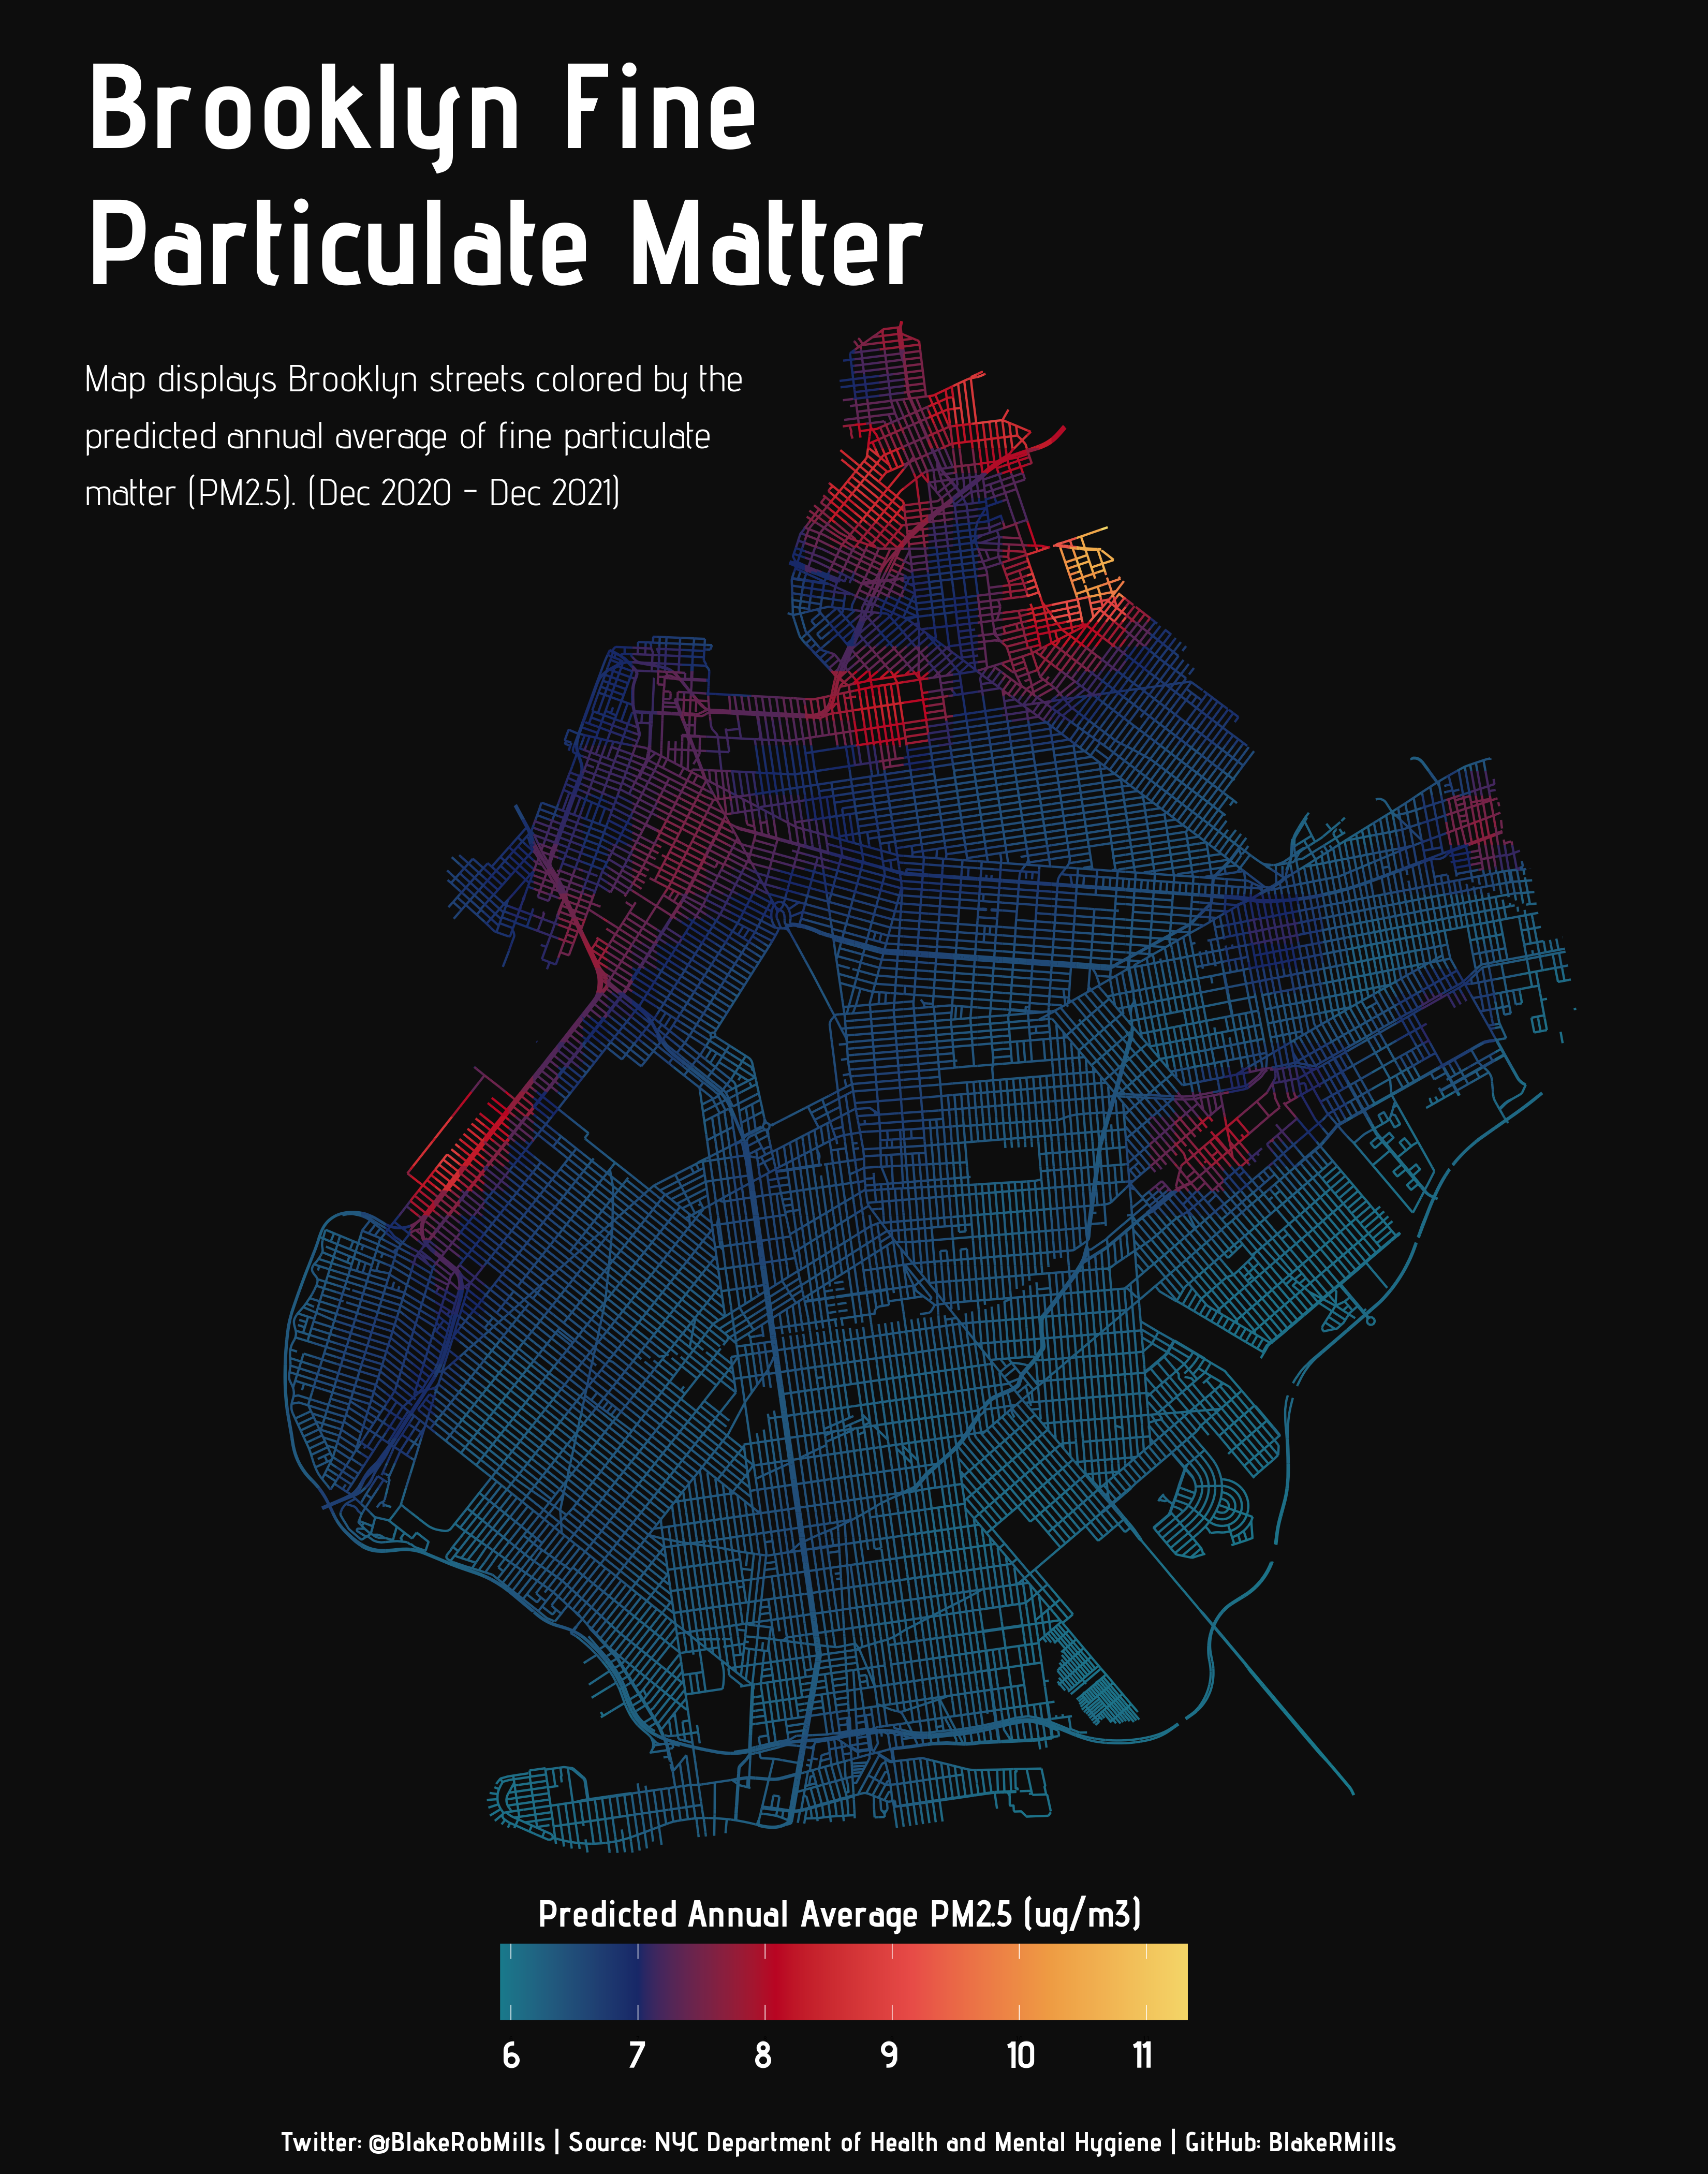 Brooklyn Fine
Particulate Matter
Map displays Brooklyn streets colored by the
predicted annual average of fine particulate
matter (PM2.5). (Dec 2020 - Dec 2021)
Predicted Annual Average PM2.5 (ug/m3)
6 7 8 9 10 11
Twitter: @BlakeRobMills | Source: NYC Department of Health and Mental Hygiene | GitHub: BlakeRMills